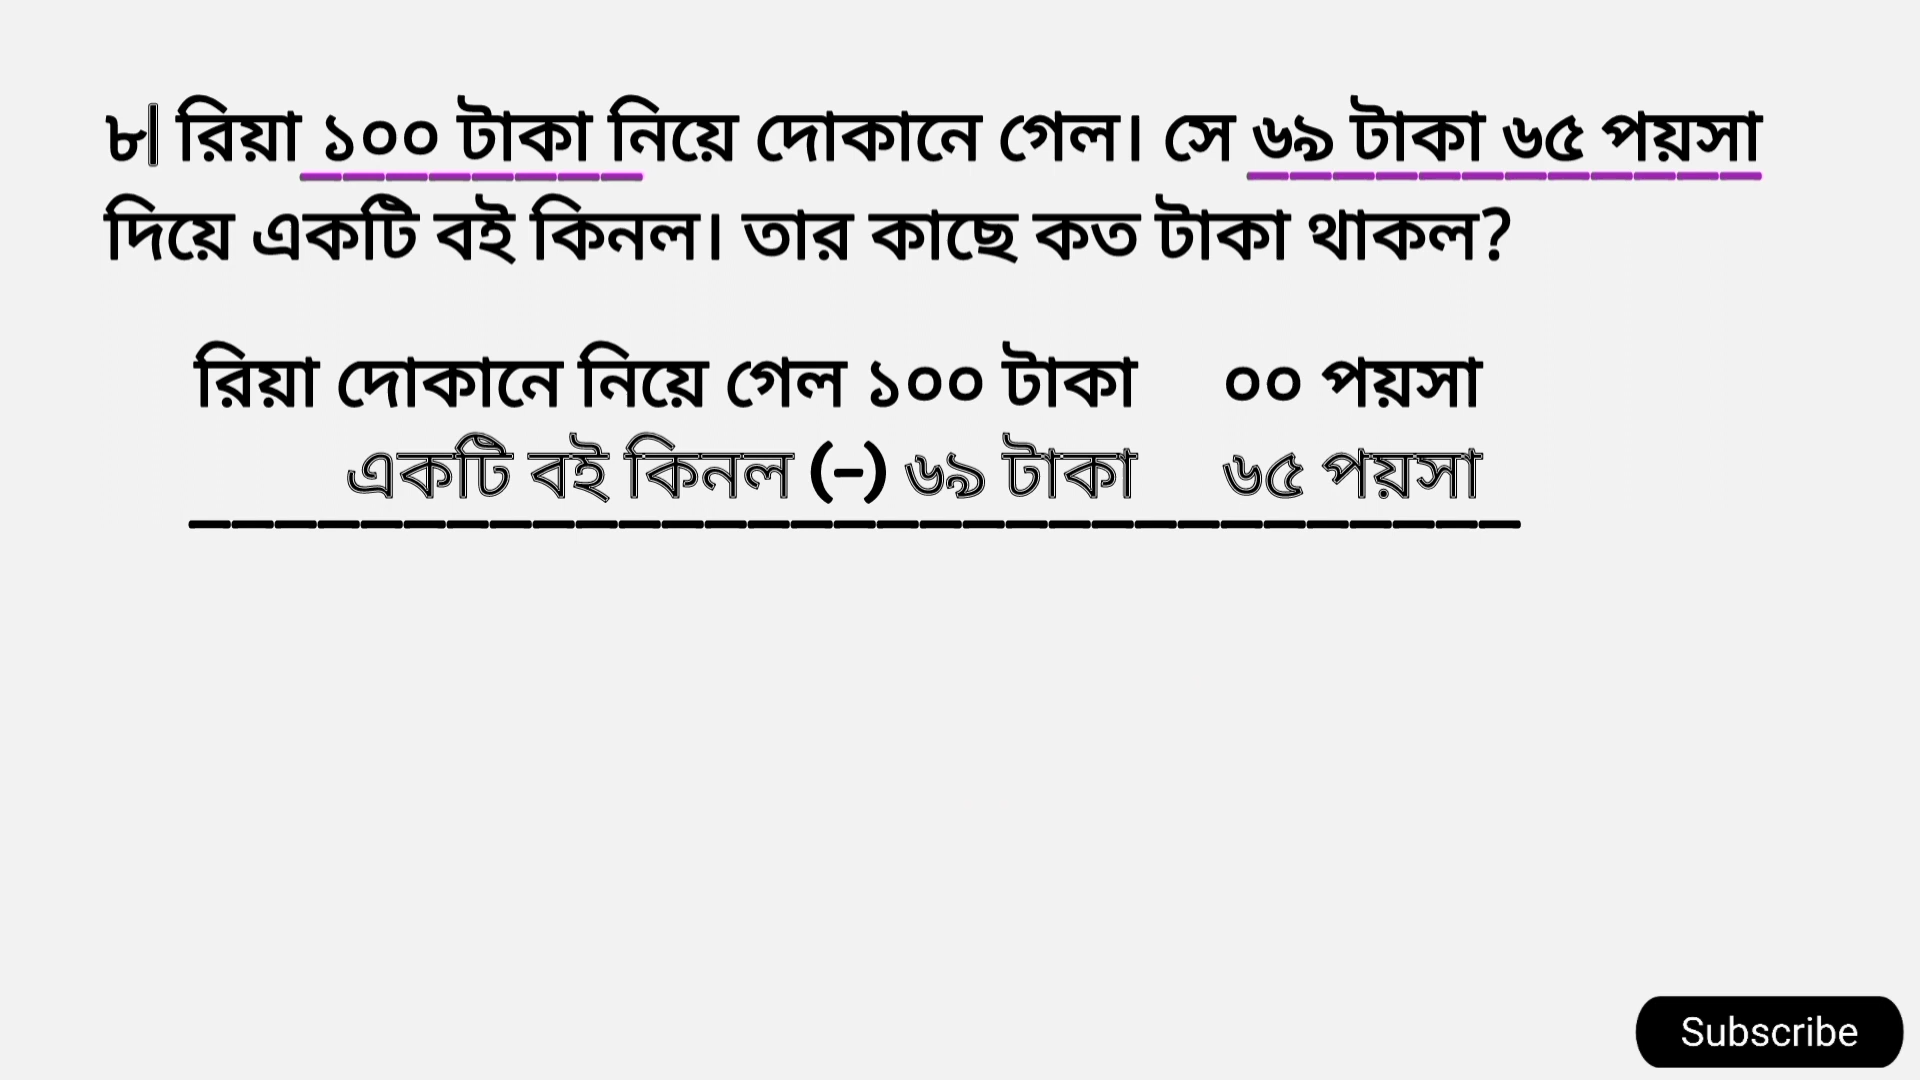 ৮| রিয়া ১০০ টাকা নিয়ে দোকানে গেল। সে ৬৯ টাকা ৬৫ পয়সা
দিয়ে একটি বই কিনল। তার কাছে কত টাকা থাকল?
রিয়া দোকানে নিয়ে গেল ১০০ টাকা ০০ পয়সা
একটি বই কিনল (-) ৬৯ টাকা ৬৫ পয়সা
Subscribe